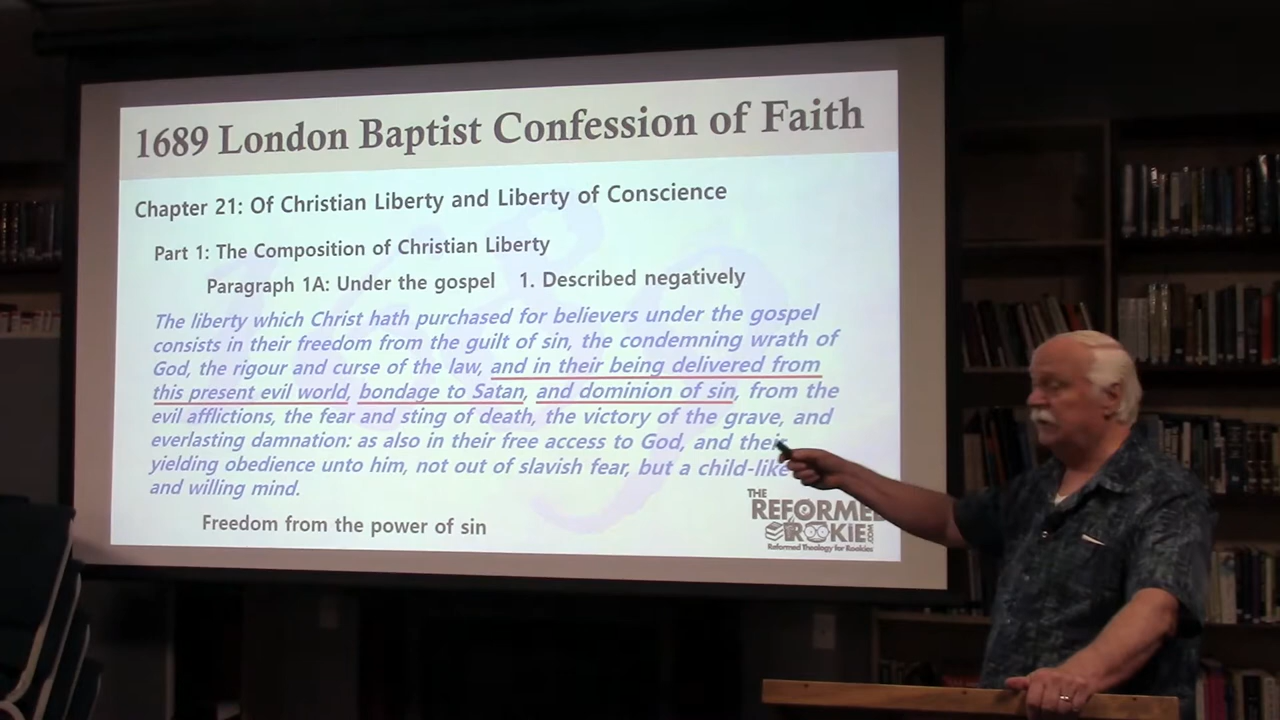 1689 London Baptist Confession of Faith
Chapter 21: Of Christian Liberty and Liberty of Conscience
Part 1: The Composition of Christian Liberty
Paragraph 1A: Under the gospel 1. Described negatively
The liberty which Christ hath purchased for believers under the gospel
consists in their freedom from the guilt of sin, the condemning wrath of
God, the rigour and curse of the law, and in their being delivered from
this present evil world, bondage to Satan, and dominion of sin, from the
evil afflictions, the fear and sting of death, the victory of the grave, and
everlasting damnation: as also in their free access to God, and their
yielding obedience unto him, not out of slavish fear, but a child-like
and willing mind.
Freedom from the power of sin
THE
REFORMED
ROOKIE
.COM
Reformed Theology for Rookies